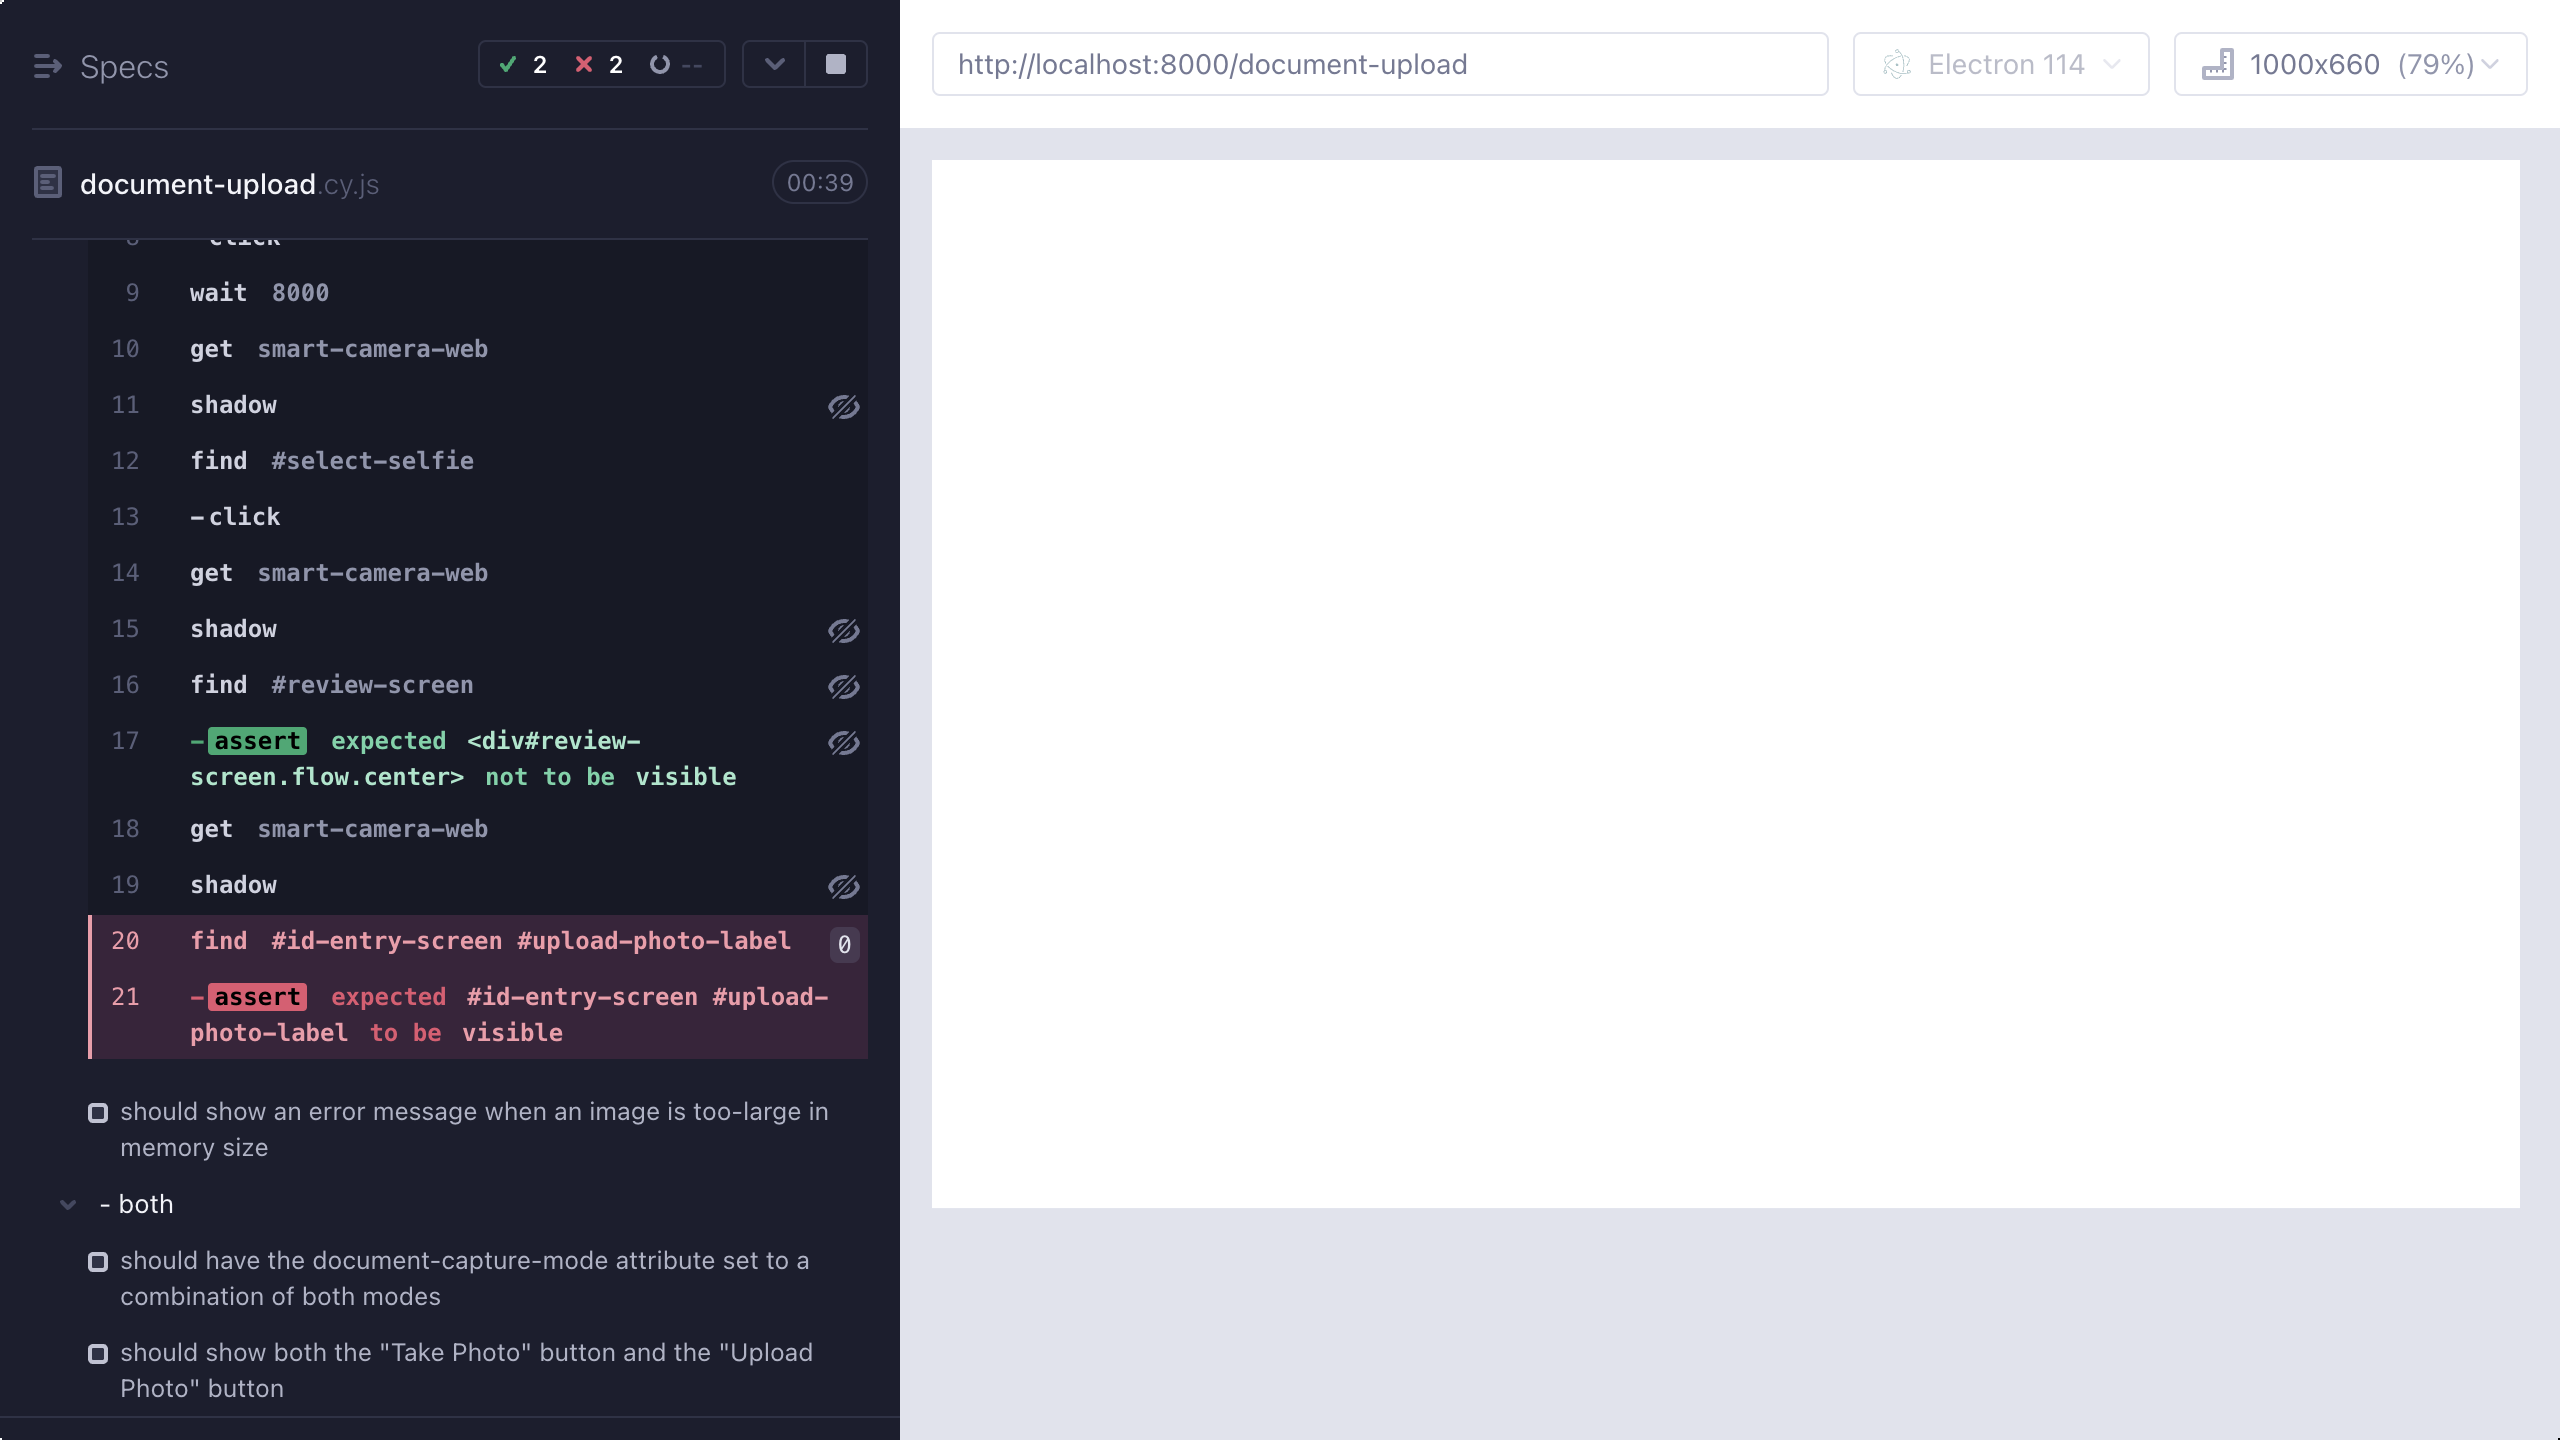 Specs
2 2 --
document-upload.cy.js 00:39
8 click
9 wait 8000
10 get smart-camera-web
11 shadow
12 find #select-selfie
13 -click
14 get smart-camera-web
15 shadow
16 find #review-screen
17 -assert expected <div#review-
screen.flow.center> not to be visible
18 get smart-camera-web
19 shadow
20 find #id-entry-screen #upload-photo-label 0
21 -assert expected #id-entry-screen #upload-
photo-label to be visible
should show an error message when an image is too-large in
memory size
- both
should have the document-capture-mode attribute set to a
combination of both modes
should show both the "Take Photo" button and the "Upload
Photo" button
http://localhost:8000/document-upload
Electron 114
1000x660 (79%)